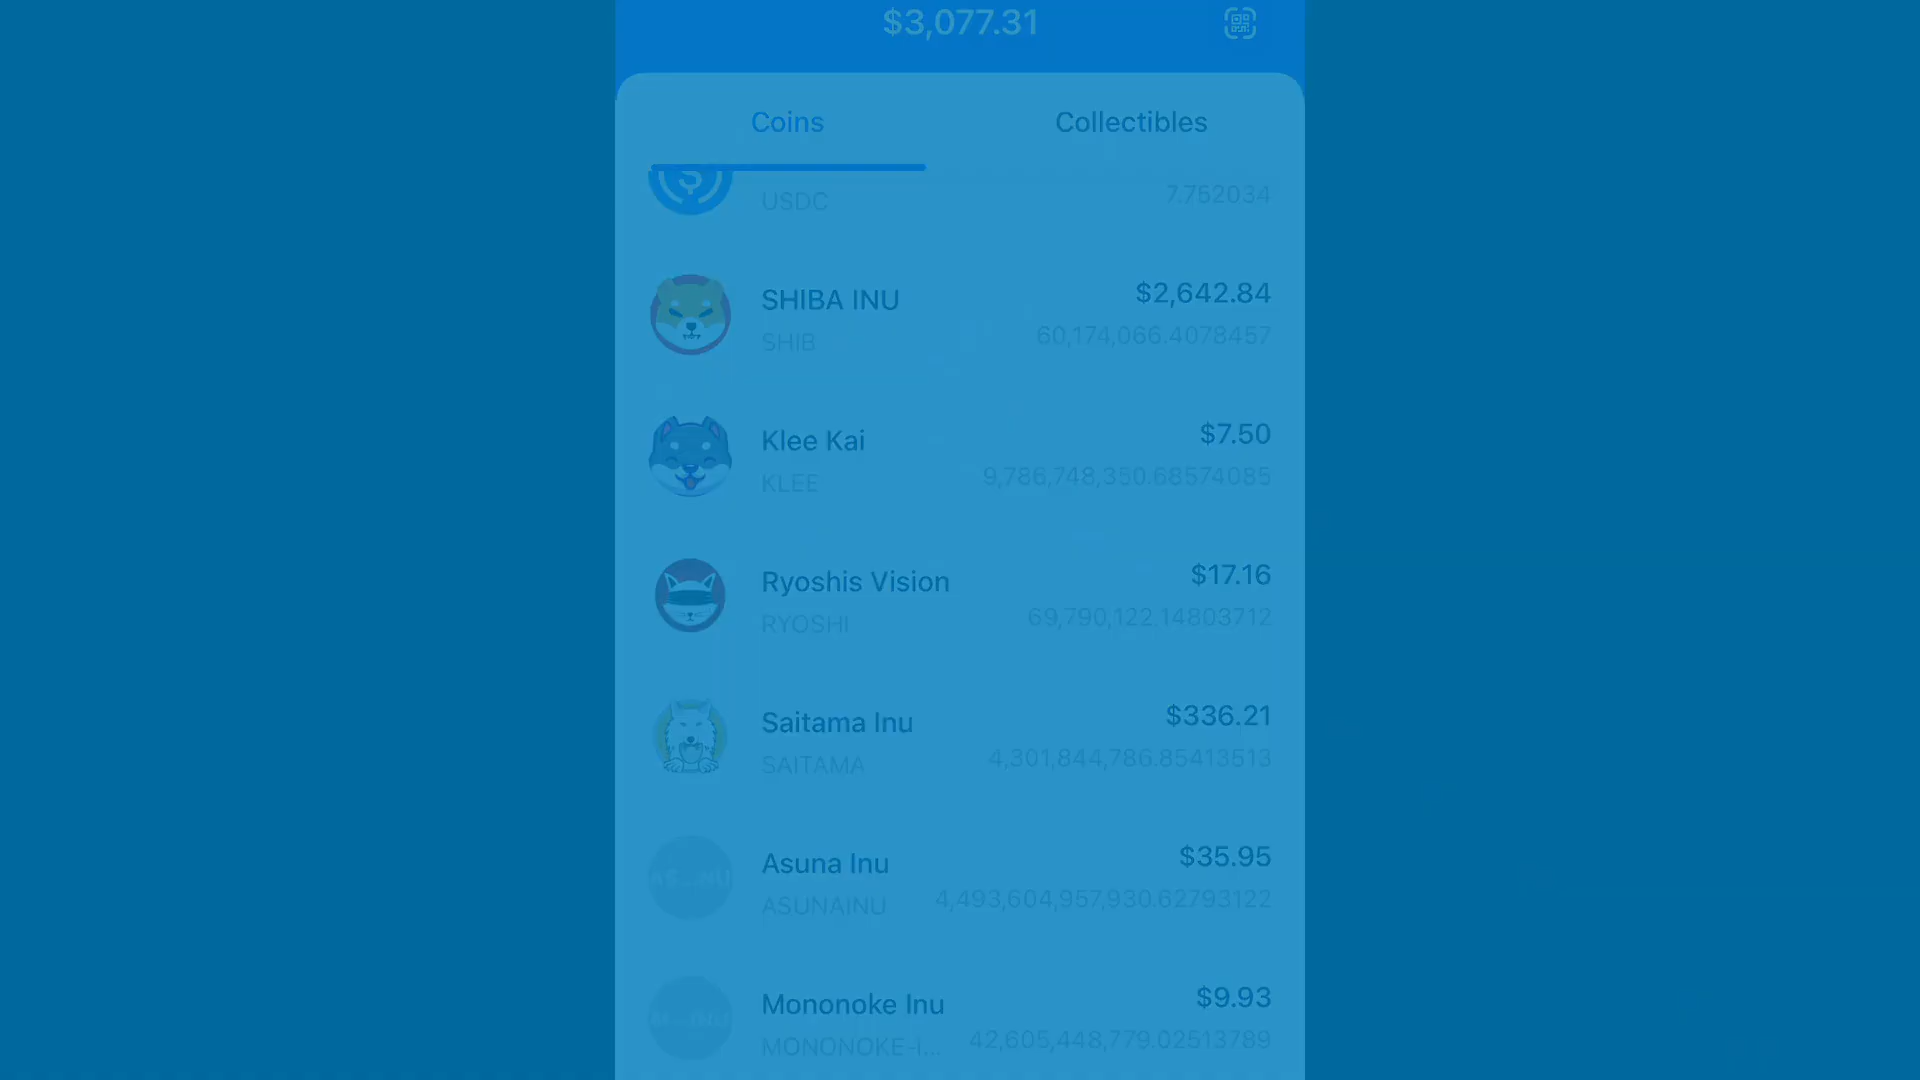 $3,077.31
Coins
Collectibles
USDC
7.752034
SHIBA INU
$2,642.84
SHIB
60,174,066.4078457
Klee Kai
$7.50
KLEE
9,786,748,350.68574085
Ryoshis Vision
$17.16
RYOSHI
69,790,122.14803712
Saitama Inu
$336.21
SAITAMA
4,301,844,786.85413513
Asuna Inu
$35.95
AS...NU
ASUNAINU
4,493,604,957,930.62793122
Mononoke Inu
$9.93
MONONOKE-i...
42,605,448,779.02513789